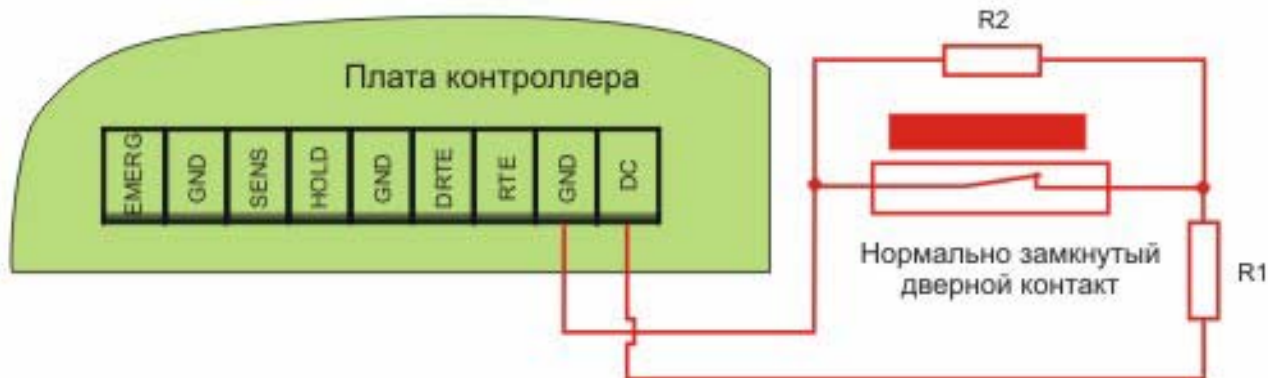 R2
Плата контроллера
EMERG
GND
SENS
HOLD
GND
DRTE
RTE
GND
DC
Нормально замкнутый
дверной контакт
R1